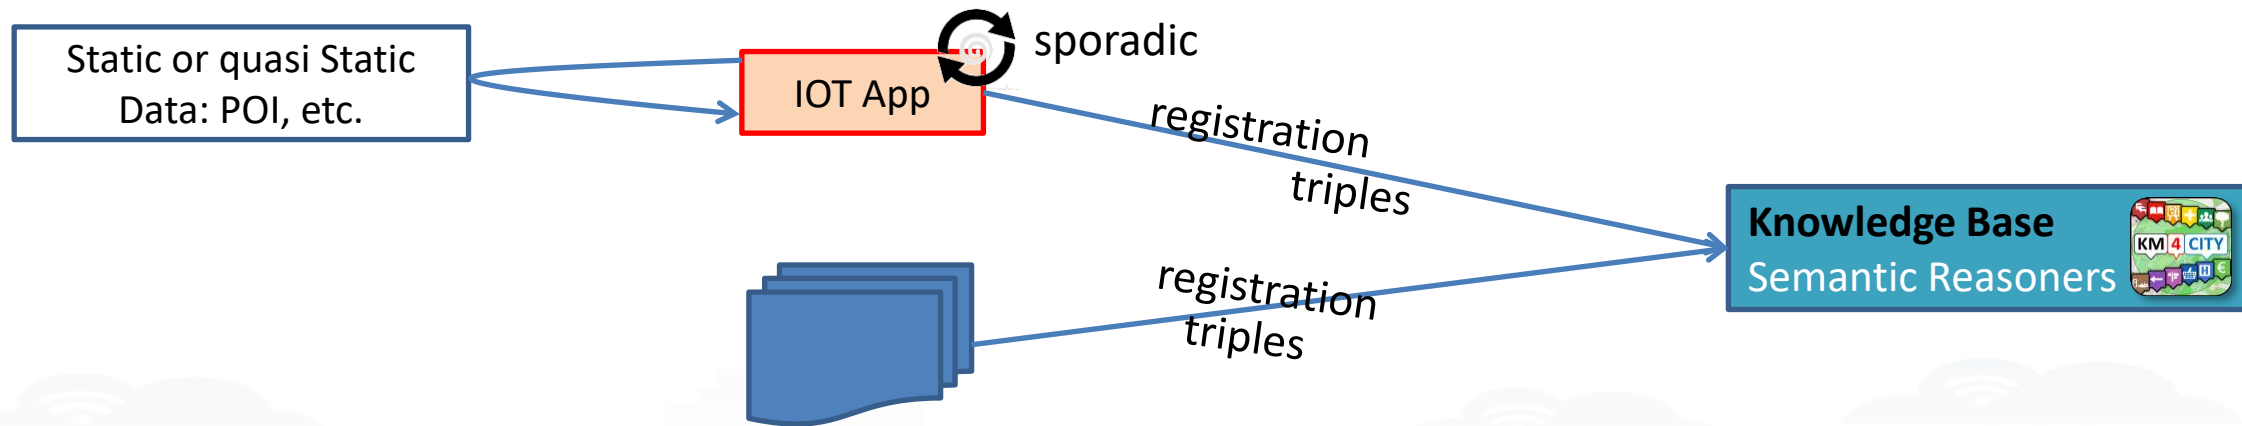 Static or quasi Static
Data: POI, etc.
IOT App
sporadic
registration
triples
registration
triples
Knowledge Base
Semantic Reasoners
KM 4 CITY